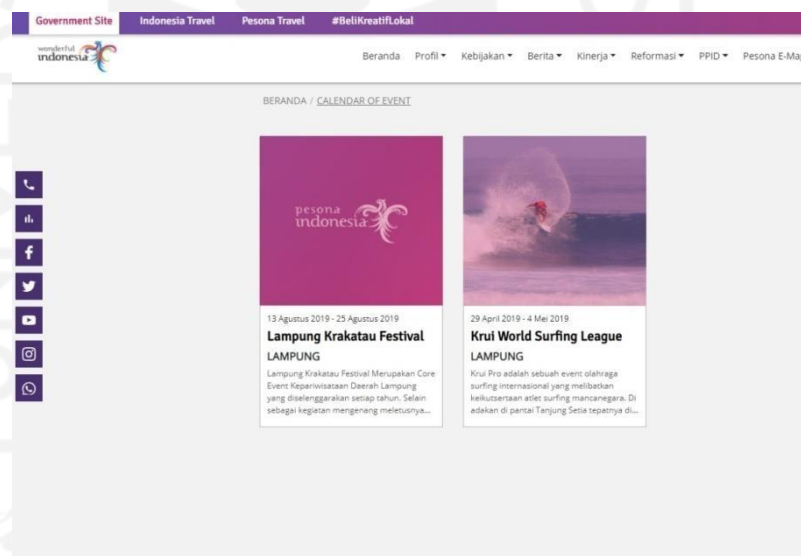 Government Site Indonesia Travel Pesona Travel #BeliKreatifLokal
wonderful
indonesia
Beranda Profil Kebijakan Berita Kinerja Reformasi PPID Pesona E-Map
BERANDA / CALENDAR OF EVENT
pesona
indonesia
13 Agustus 2019 - 25 Agustus 2019
Lampung Krakatau Festival
LAMPUNG
Lampung Krakatau Festival Merupakan Core
Event Kepariwisataan Daerah Lampung
yang diselenggarakan setiap tahun. Selain
sebagai kegiatan mengenang meletusnya...
29 April 2019 - 4 Mei 2019
Krui World Surfing League
LAMPUNG
Krui Pro adalah sebuah event olahraga
surfing internasional yang melibatkan
keikutsertaan atlet surfing mancanegara. Di
adakan di pantai Tanjung Setia tepatnya di...